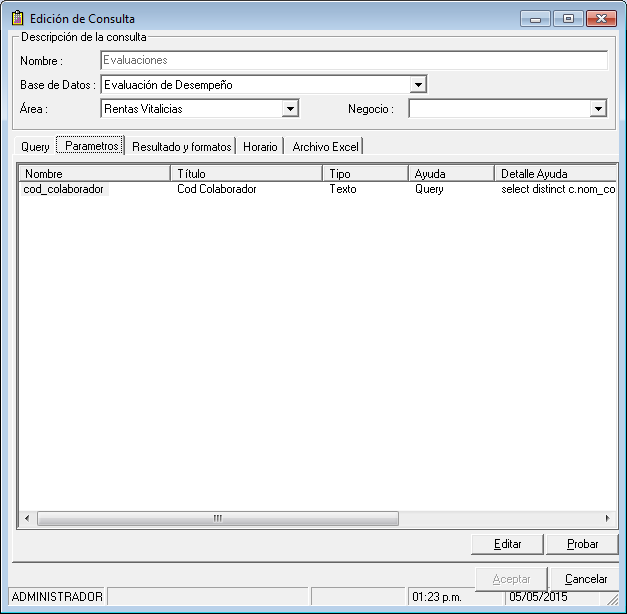 Edición de Consulta
Descripción de la consulta
Nombre : Evaluaciones
Base de Datos : Evaluación de Desempeño
Área : Rentas Vitalicias Negocio :
Query Parametros Resultado y formatos Horario Archivo Excel
Nombre Título Tipo Ayuda Detalle Ayuda
cod_colaborador Cod Colaborador Texto Query select distinct c.nom_co
Editar Probar
Aceptar Cancelar
ADMINISTRADOR 01:23 p.m. 05/05/2015